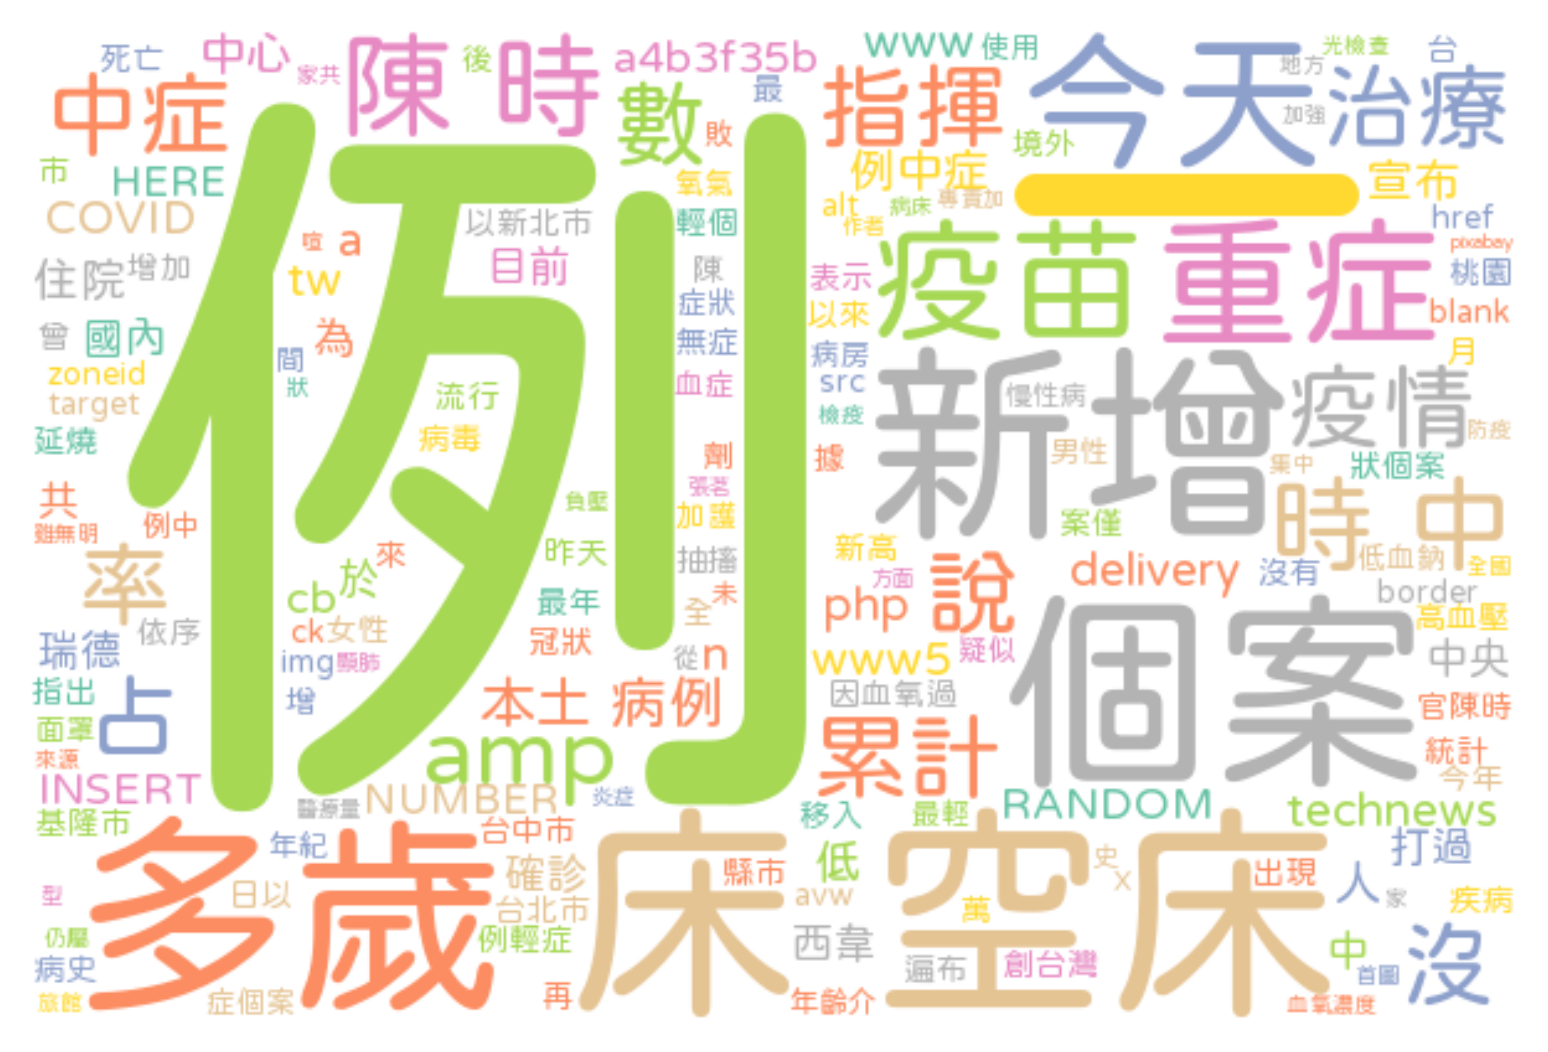 死亡
中心
家共
陳時
後
a4b3f35b
www
使用
今天
光檢查
台
地方
中症
數
最
敗
指揮
境外
加強
治療
市
HERE
例
氧氣
例中症
宣布
COVID
以新北市
輕個
alt
作者
病床
專責加
一
href
喧
a
目前
陳
表示
疫苗
重症
pixabay
住院
增加
tw
症狀
以來
桃園
曾
國內
為
無症
病房
blank
月
zoneid
間
狀
流行
血症
src
新增
慢性病
疫情
target
病毒
檢疫
防疫
延燒
劑
據
男性
集中
狀個案
共
張茗
負壓
雖無明
例中
加護
案僅
時中
率
來
昨天
抽播
新高
低血鈉
全國
於
未
方面
說
delivery
沒有
cb
最年
全
php
border
依序
ck
女性
冠狀
高血壓
瑞德
img
顯肺
從
n
www5
疑似
個案
中央
指出
占
增
本土
病例
因血氧過
官陳時
面罩
來源
amp
累計
統計
今年
INSERT
醫療量
NUMBER
炎症
移入
最輕
RANDOM
technews
基隆市
多歲
年紀
台中市
床
低
空床
打過
確診
縣市
史
x
出現
人
家
型
日以
台北市
avw
萬
疾病
仍屬
例輕症
西韋
中
沒
病史
遍布
創台灣
首圖
旅館
症個案
再
年齡介
血氧濃度